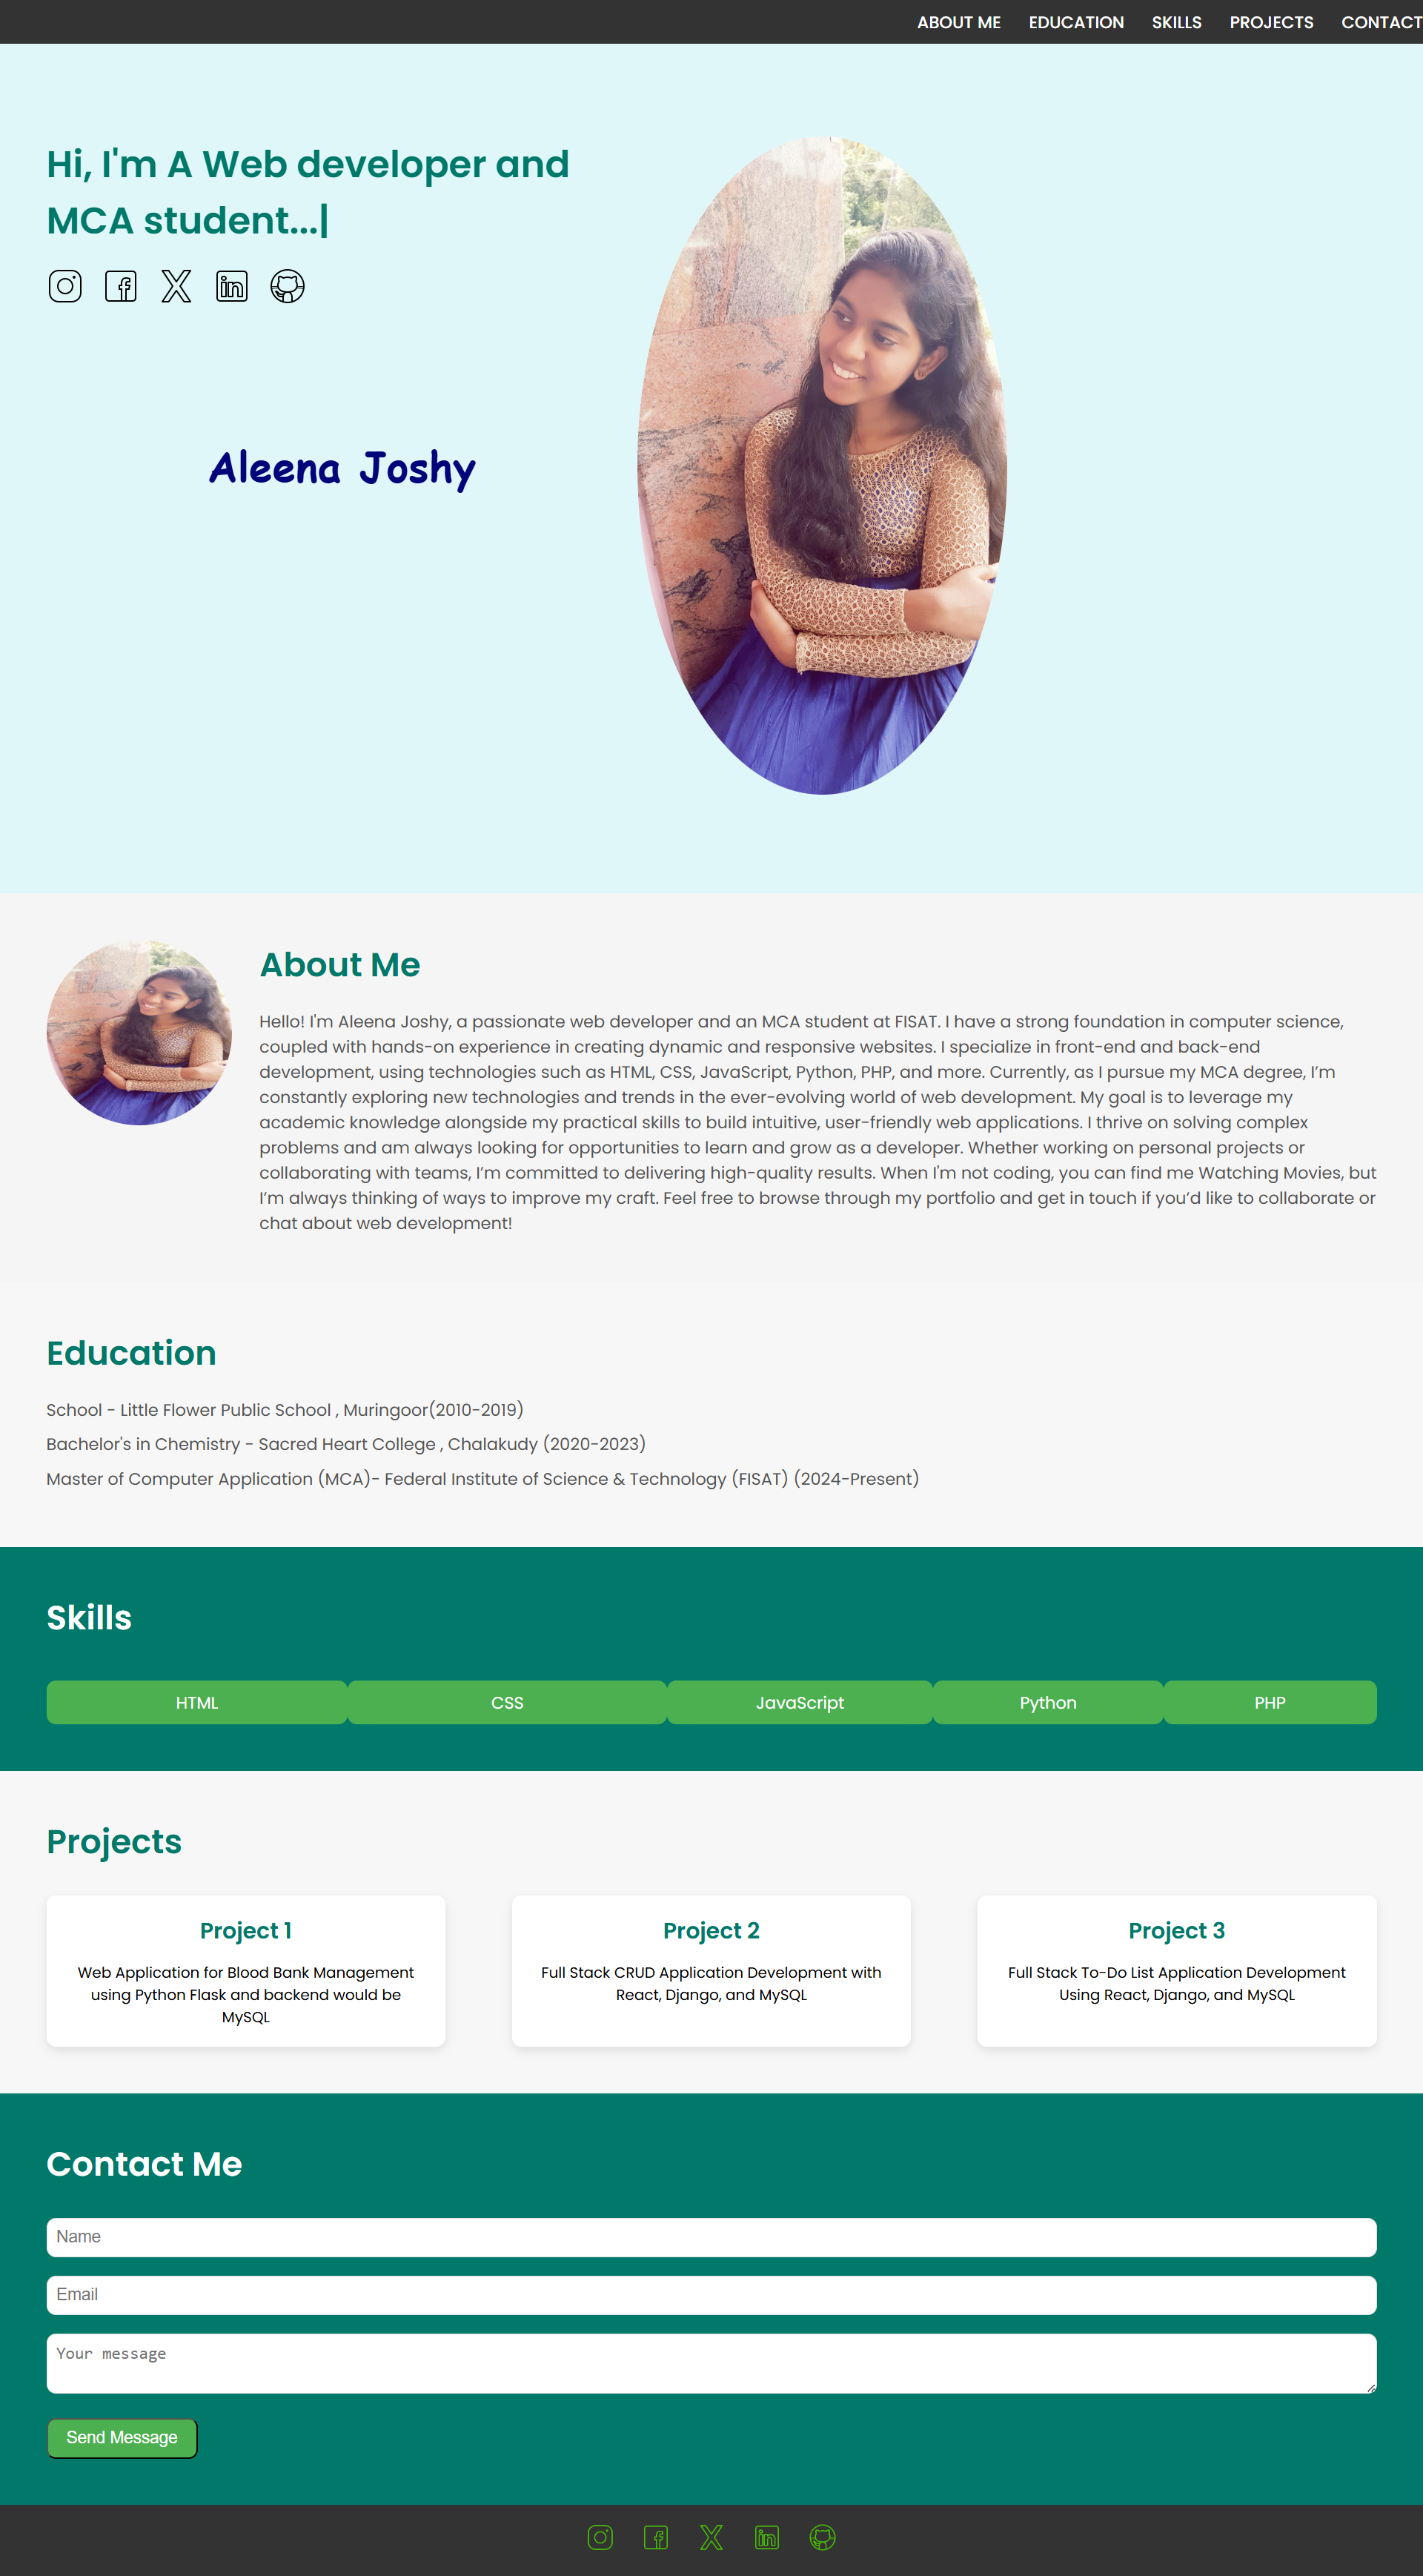 ABOUT ME EDUCATION SKILLS PROJECTS CONTACT
Hi, I'm A Web developer and
MCA student...|
Aleena Joshy
About Me
Hello! I'm Aleena Joshy, a passionate web developer and an MCA student at FISAT. I have a strong foundation in computer science,
coupled with hands-on experience in creating dynamic and responsive websites. I specialize in front-end and back-end
development, using technologies such as HTML, CSS, JavaScript, Python, PHP, and more. Currently, as I pursue my MCA degree, I’m
constantly exploring new technologies and trends in the ever-evolving world of web development. My goal is to leverage my
academic knowledge alongside my practical skills to build intuitive, user-friendly web applications. I thrive on solving complex
problems and am always looking for opportunities to learn and grow as a developer. Whether working on personal projects or
collaborating with teams, I’m committed to delivering high-quality results. When I'm not coding, you can find me Watching Movies, but
I’m always thinking of ways to improve my craft. Feel free to browse through my portfolio and get in touch if you’d like to collaborate or
chat about web development!
Education
School - Little Flower Public School , Muringoor(2010-2019)
Bachelor's in Chemistry - Sacred Heart College , Chalakudy (2020-2023)
Master of Computer Application (MCA)- Federal Institute of Science & Technology (FISAT) (2024-Present)
Skills
HTML CSS JavaScript Python PHP
Projects
Project 1
Web Application for Blood Bank Management
using Python Flask and backend would be
MySQL
Project 2
Full Stack CRUD Application Development with
React, Django, and MySQL
Project 3
Full Stack To-Do List Application Development
Using React, Django, and MySQL
Contact Me
Name
Email
Your message
Send Message